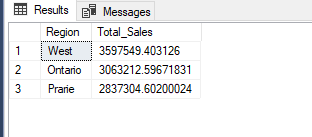 Results Messages
Region Total_Sales
1 West 3597549.403126
2 Ontario 3063212.59671831
3 Prarie 2837304.60200024